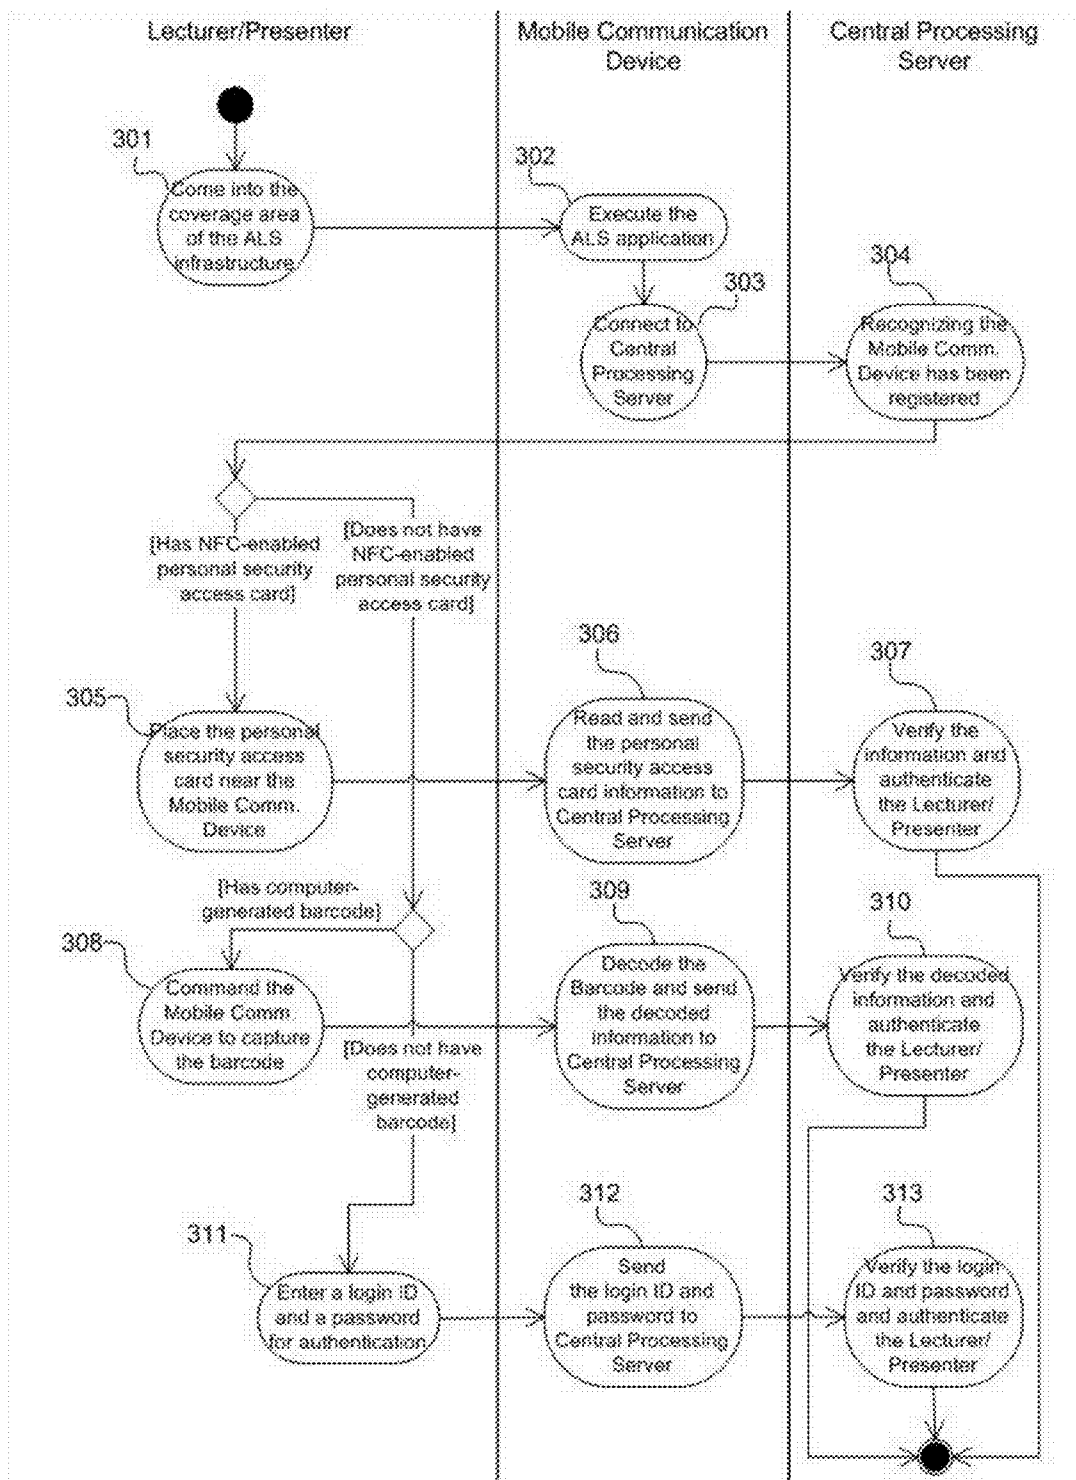 Lecturer/Presenter
Mobile Communication
Device
Central Processing
Server
301
Come into the
coverage area
of the ALS
infrastructure
302
Execute the
ALS application
303
Connect to
Central
Processing
Server
304
Recognizing the
Mobile Comm.
Device has been
registered
[Has NFC-enabled
personal security
access card]
[Does not have
NFC-enabled
personal security
access card]
305
Place the personal
security access
card near the
Mobile Comm.
Device
306
Read and send
the personal
security access
card information to
Central Processing
Server
307
Verify the
information and
authenticate
the Lecturer/
Presenter
[Has computer-
generated barcode]
308
Command the
Mobile Comm.
Device to capture
the barcode
309
Decode the
Barcode and send
the decoded
information to
Central Processing
Server
310
Verify the decoded
information and
authenticate
the Lecturer/
Presenter
[Does not have
computer-
generated
barcode]
311
Enter a login ID
and a password
for authentication
312
Send
the login ID and
password to
Central Processing
Server
313
Verify the login
ID and password
and authenticate
the Lecturer/
Presenter